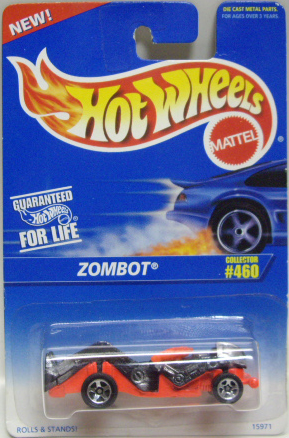 NEW!
DIE CAST METAL PARTS.
FOR AGES OVER 3 YEARS.
Hot Wheels
MATTEL
GUARANTEED
Hot Wheels
FOR LIFE
ZOMBOT®
COLLECTOR
#460
ROLLS & STANDS!
15971